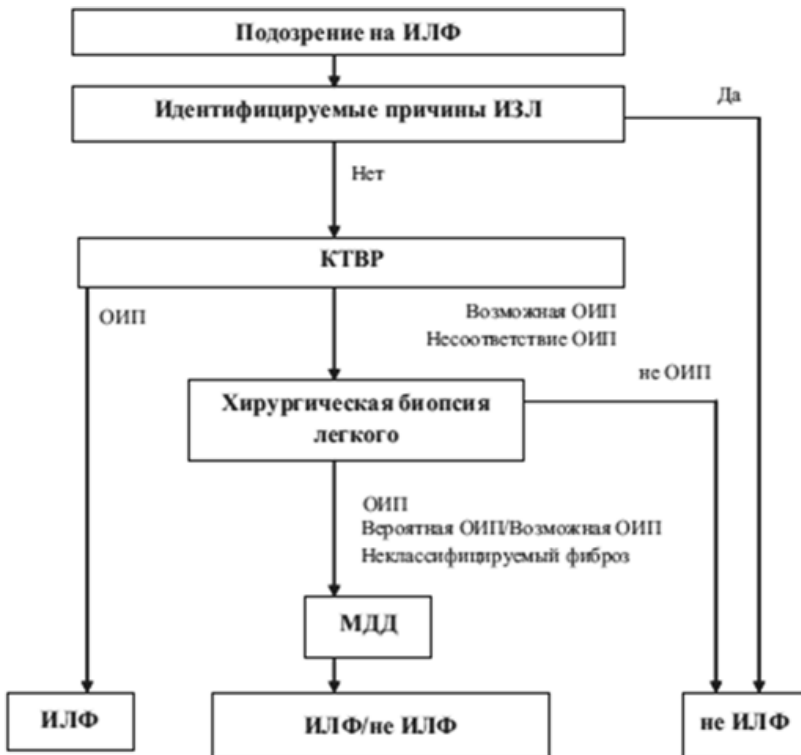 Подозрение на ИЛФ
Идентифицируемые причины ИЗЛ
Да
Нет
КТВР
ОИП
Возможная ОИП
Несоответствие ОИП
не ОИП
Хирургическая биопсия
легкого
ОИП
Вероятная ОИП/Возможная ОИП
Неклассифицируемый фиброз
МДД
ИЛФ
ИЛФ/не ИЛФ
не ИЛФ